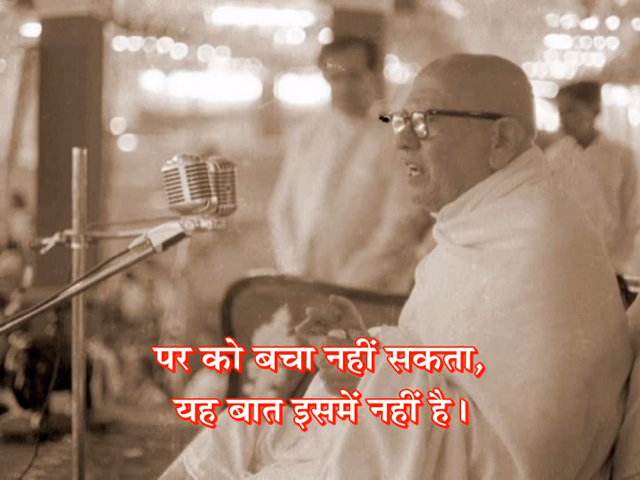 पर को बचा नहीं सकता,
यह बात इसमें नहीं है।